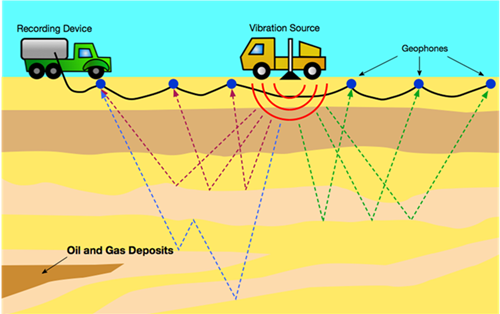 Recording Device
Vibration Source
Geophones
Oil and Gas Deposits